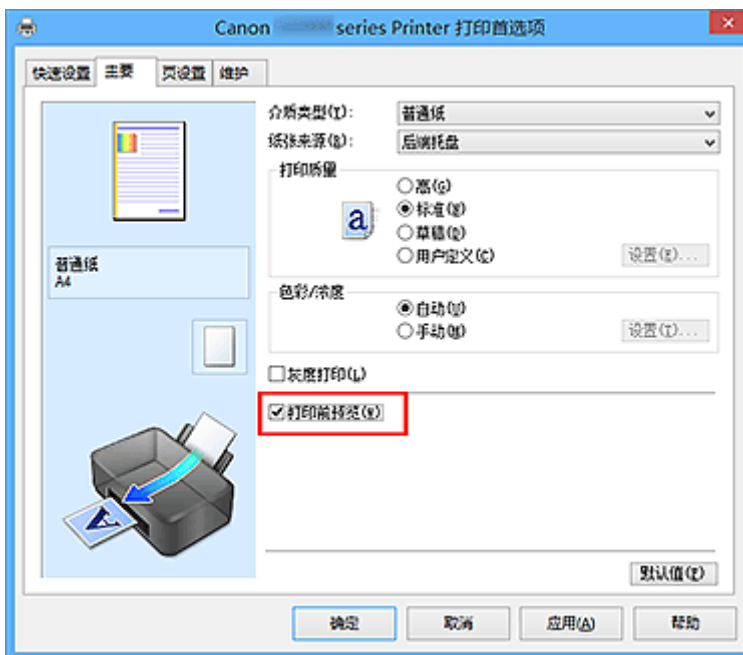 Canon series Printer 打印首选项
快速设置 主要 页设置 维护
介质类型(Y): 普通纸
纸张来源(R): 后端托盘
打印质量
高(G)
a
标准(N)
草稿(D)
用户定义(C) 设置(E)...
普通纸
A4
色彩/浓度
自动(U)
手动(M) 设置(T)...
灰度打印(L)
打印前预览(V)
A
默认值(F)
确定 取消 应用(A) 帮助